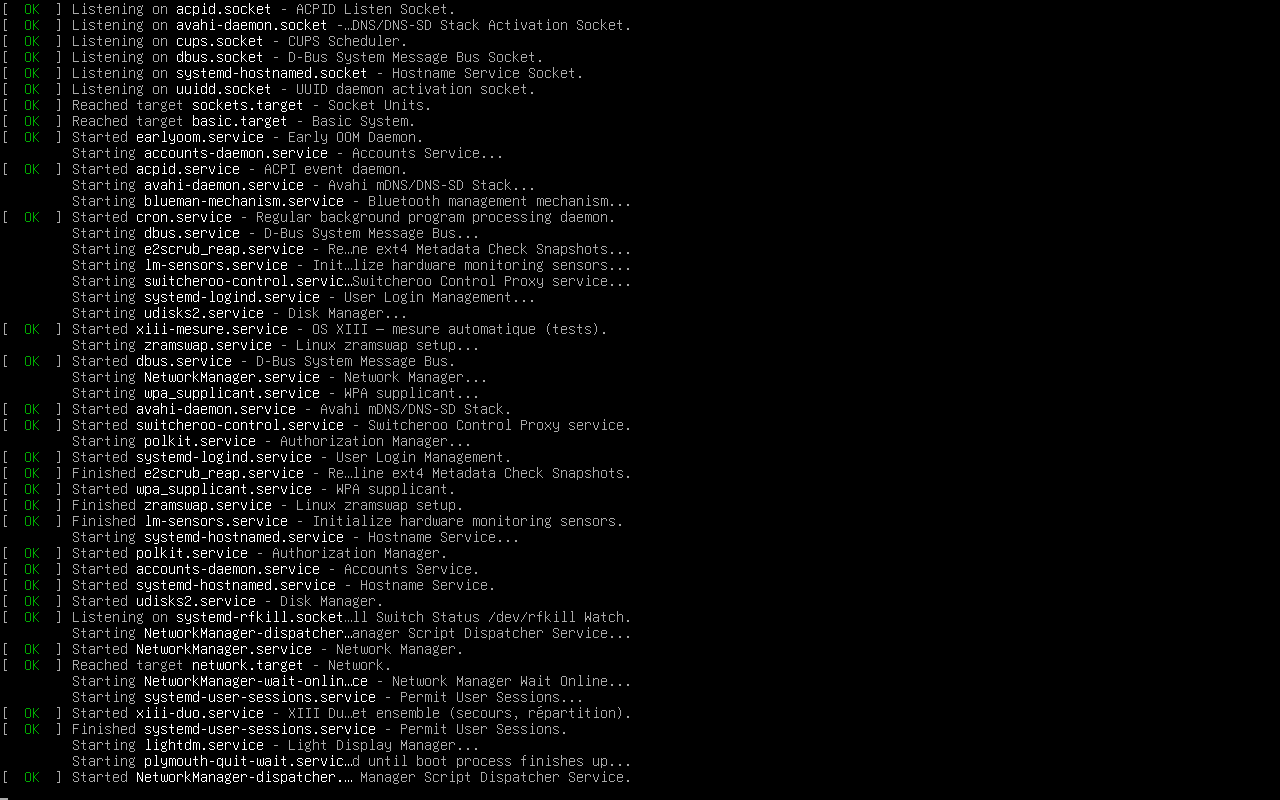 [  OK  ] Listening on acpid.socket - ACPID Listen Socket.
[  OK  ] Listening on avahi-daemon.socket -…DNS/DNS-SD Stack Activation Socket.
[  OK  ] Listening on cups.socket - CUPS Scheduler.
[  OK  ] Listening on dbus.socket - D-Bus System Message Bus Socket.
[  OK  ] Listening on systemd-hostnamed.socket - Hostname Service Socket.
[  OK  ] Listening on uuidd.socket - UUID daemon activation socket.
[  OK  ] Reached target sockets.target - Socket Units.
[  OK  ] Reached target basic.target - Basic System.
[  OK  ] Started earlyoom.service - Early OOM Daemon.
         Starting accounts-daemon.service - Accounts Service...
[  OK  ] Started acpid.service - ACPI event daemon.
         Starting avahi-daemon.service - Avahi mDNS/DNS-SD Stack...
         Starting blueman-mechanism.service - Bluetooth management mechanism...
[  OK  ] Started cron.service - Regular background program processing daemon.
         Starting dbus.service - D-Bus System Message Bus...
         Starting e2scrub_reap.service - Re…ne ext4 Metadata Check Snapshots...
         Starting lm-sensors.service - Init…lize hardware monitoring sensors...
         Starting switcheroo-control.servic…Switcheroo Control Proxy service...
         Starting systemd-logind.service - User Login Management...
         Starting udisks2.service - Disk Manager...
[  OK  ] Started xiii-mesure.service - OS XIII — mesure automatique (tests).
         Starting zramswap.service - Linux zramswap setup...
[  OK  ] Started dbus.service - D-Bus System Message Bus.
         Starting NetworkManager.service - Network Manager...
         Starting wpa_supplicant.service - WPA supplicant...
[  OK  ] Started avahi-daemon.service - Avahi mDNS/DNS-SD Stack.
[  OK  ] Started switcheroo-control.service - Switcheroo Control Proxy service.
         Starting polkit.service - Authorization Manager...
[  OK  ] Started systemd-logind.service - User Login Management.
[  OK  ] Finished e2scrub_reap.service - Re…line ext4 Metadata Check Snapshots.
[  OK  ] Started wpa_supplicant.service - WPA supplicant.
[  OK  ] Finished zramswap.service - Linux zramswap setup.
[  OK  ] Finished lm-sensors.service - Initialize hardware monitoring sensors.
         Starting systemd-hostnamed.service - Hostname Service...
[  OK  ] Started polkit.service - Authorization Manager.
[  OK  ] Started accounts-daemon.service - Accounts Service.
[  OK  ] Started systemd-hostnamed.service - Hostname Service.
[  OK  ] Started udisks2.service - Disk Manager.
[  OK  ] Listening on systemd-rfkill.socket…ll Switch Status /dev/rfkill Watch.
         Starting NetworkManager-dispatcher…anager Script Dispatcher Service...
[  OK  ] Started NetworkManager.service - Network Manager.
[  OK  ] Reached target network.target - Network.
         Starting NetworkManager-wait-onlin…ce - Network Manager Wait Online...
         Starting systemd-user-sessions.service - Permit User Sessions...
[  OK  ] Started xiii-duo.service - XIII Du…et ensemble (secours, répartition).
[  OK  ] Finished systemd-user-sessions.service - Permit User Sessions.
         Starting lightdm.service - Light Display Manager...
         Starting plymouth-quit-wait.servic…d until boot process finishes up...
[  OK  ] Started NetworkManager-dispatcher.… Manager Script Dispatcher Service.